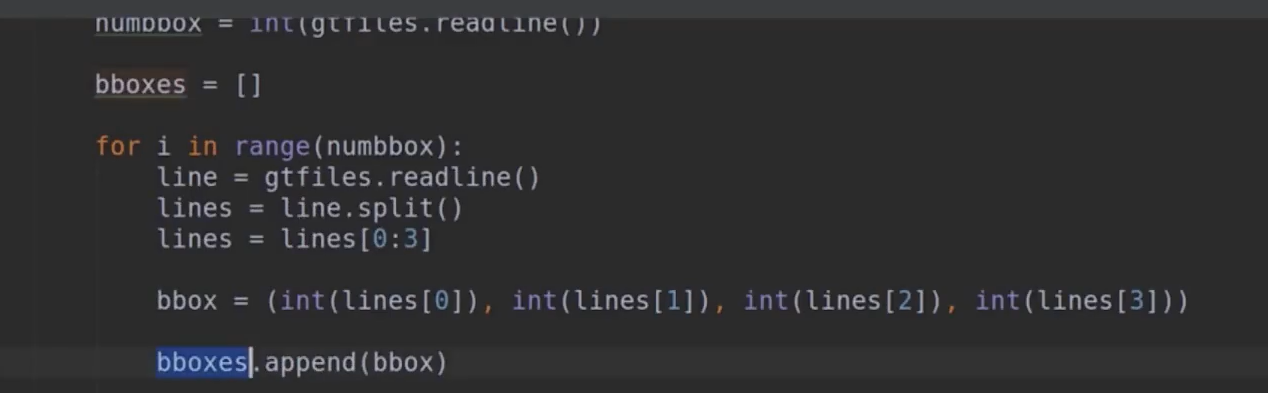 numbbox = int(gtfiles.readline())
bboxes = []
for i in range(numbbox):
line = gtfiles.readline()
lines = line.split()
lines = lines[0:3]
bbox = (int(lines[0]), int(lines[1]), int(lines[2]), int(lines[3]))
bboxes.append(bbox)